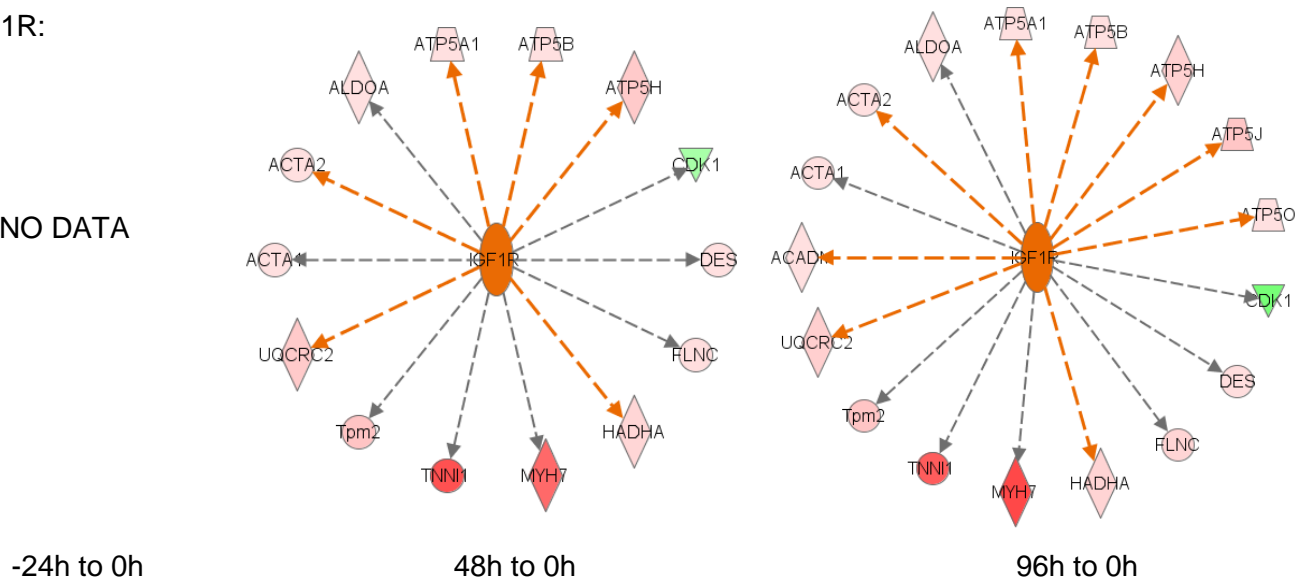 1R:
NO DATA
-24h to 0h
ATP5A1
ATP5B
ALDOA
ATP5H
ACTA2
CDK1
ACTA1
IGF1R
DES
UQCRC2
FLNC
Tpm2
HADHA
TNNI1
MYH7
48h to 0h
ATP5A1
ATP5B
ALDOA
ATP5H
ACTA2
ATP5J
ACTA1
ATP5O
ACADM
IGF1R
CDK1
UQCRC2
DES
Tpm2
FLNC
TNNI1
HADHA
MYH7
96h to 0h